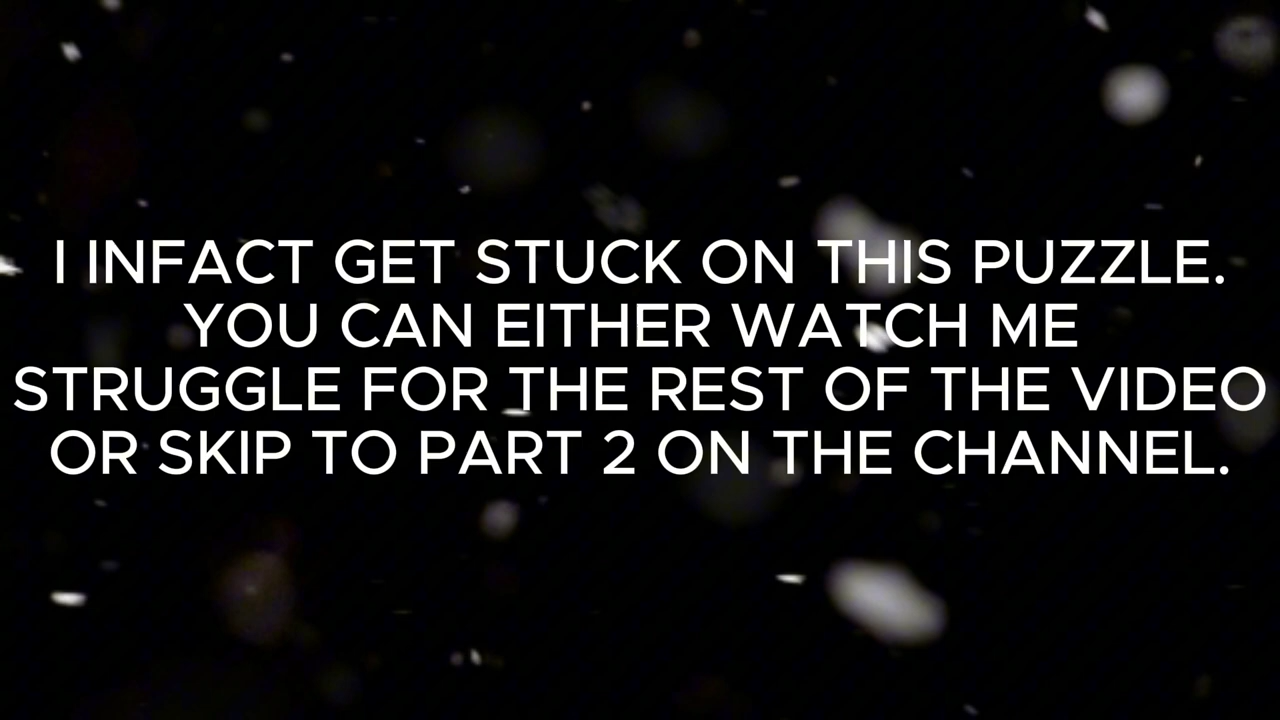 I INFACT GET STUCK ON THIS PUZZLE.
YOU CAN EITHER WATCH ME
STRUGGLE FOR THE REST OF THE VIDEO
OR SKIP TO PART 2 ON THE CHANNEL.